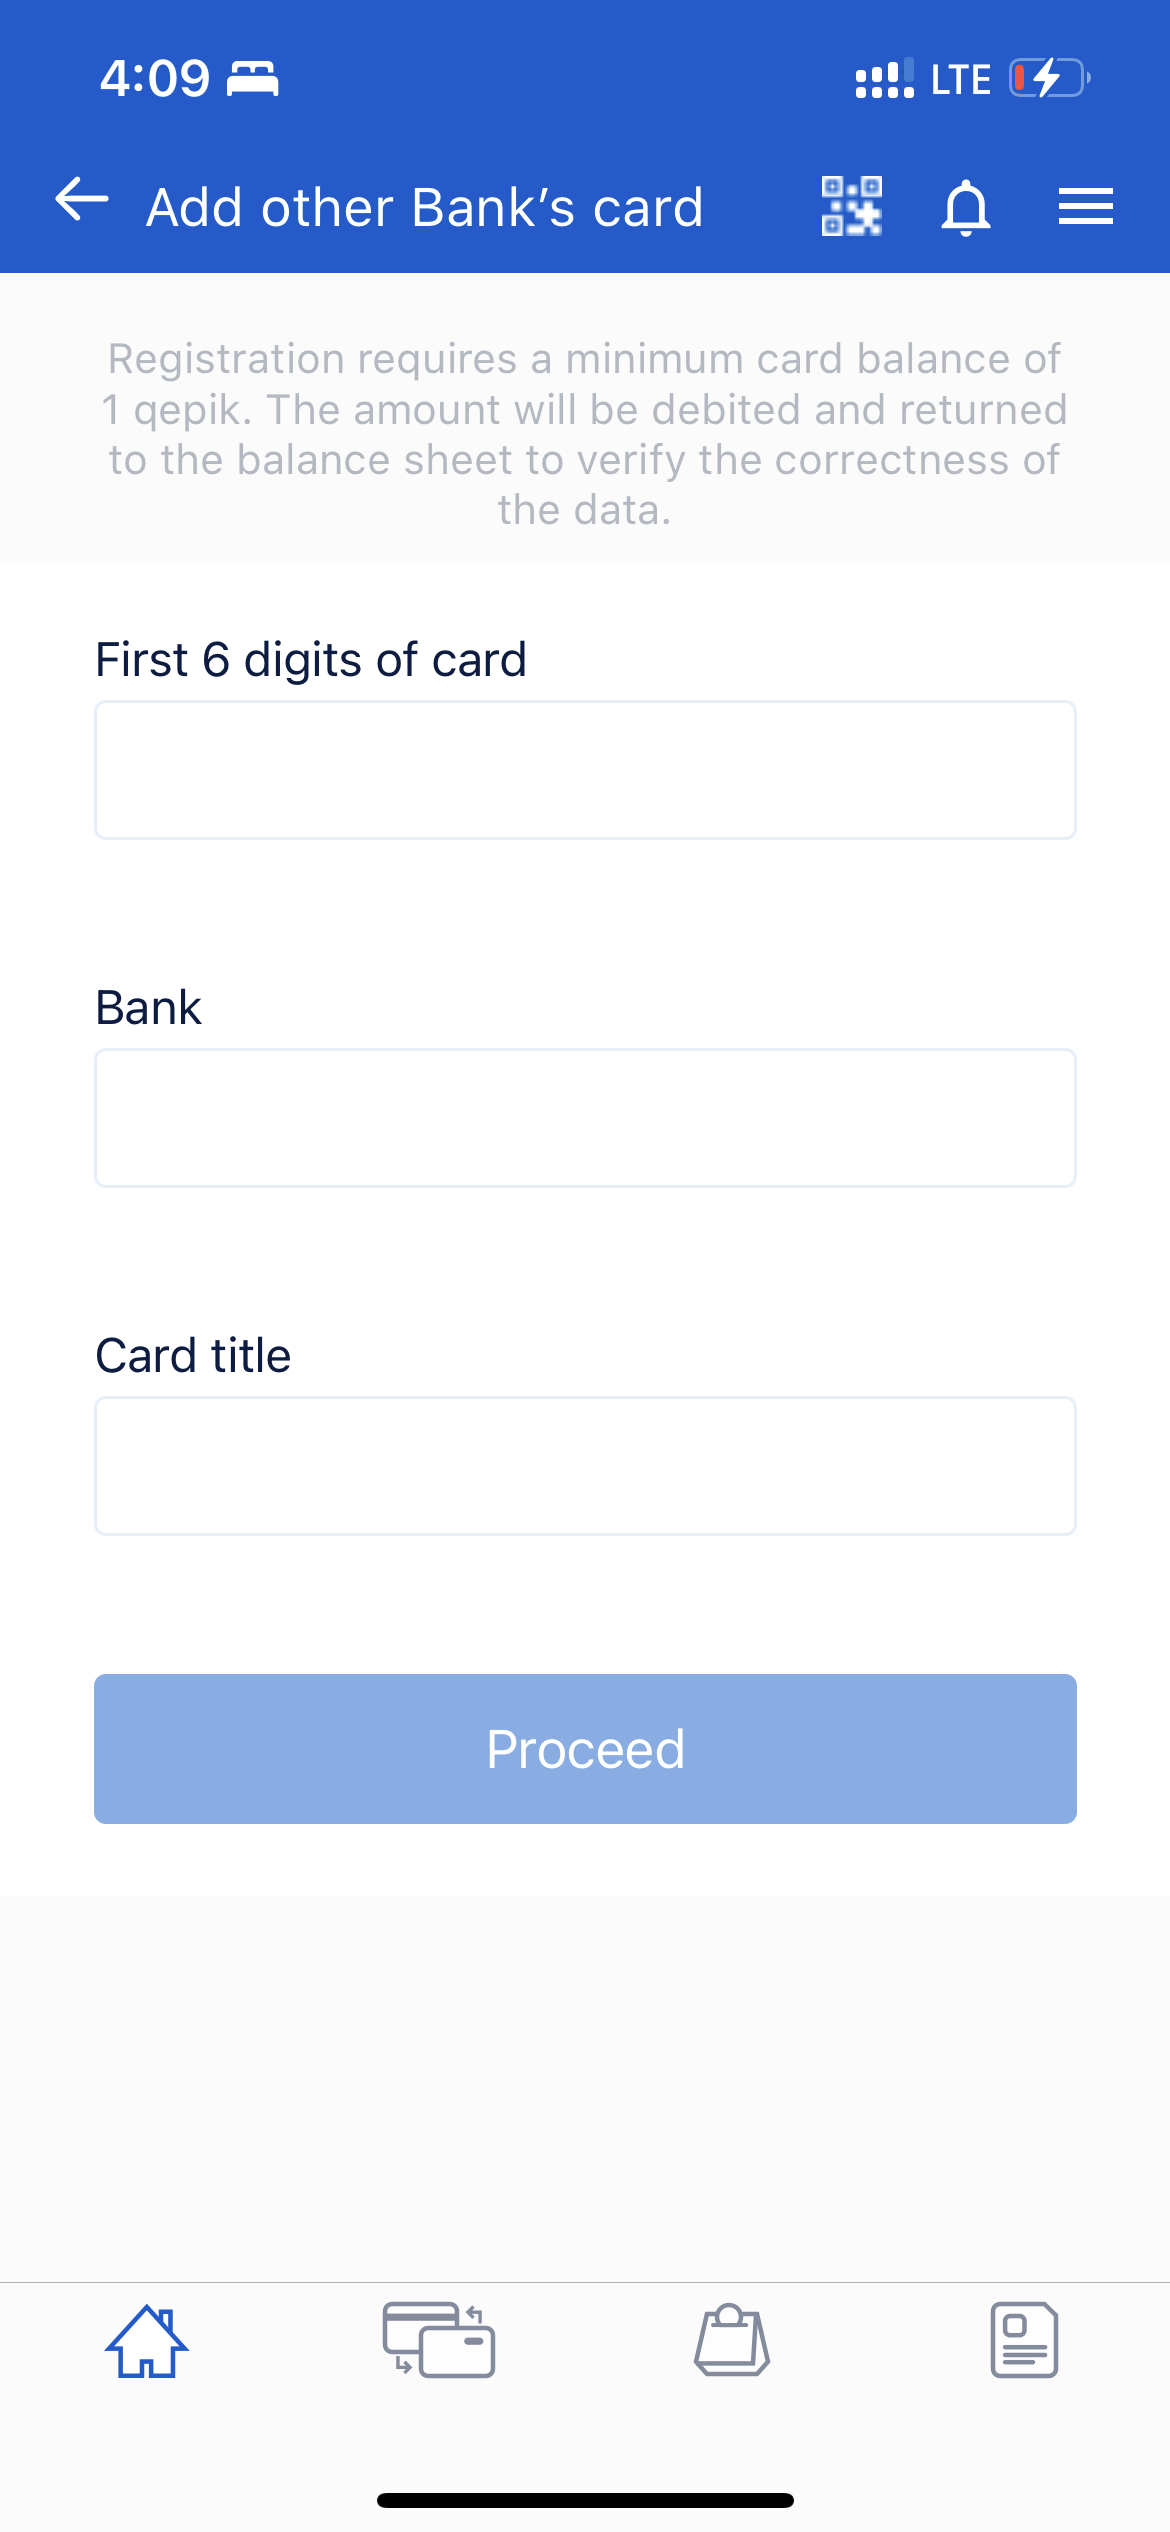 4:09
LTE
Add other Bank’s card
Registration requires a minimum card balance of
1 qepik. The amount will be debited and returned
to the balance sheet to verify the correctness of
the data.
First 6 digits of card
Bank
Card title
Proceed